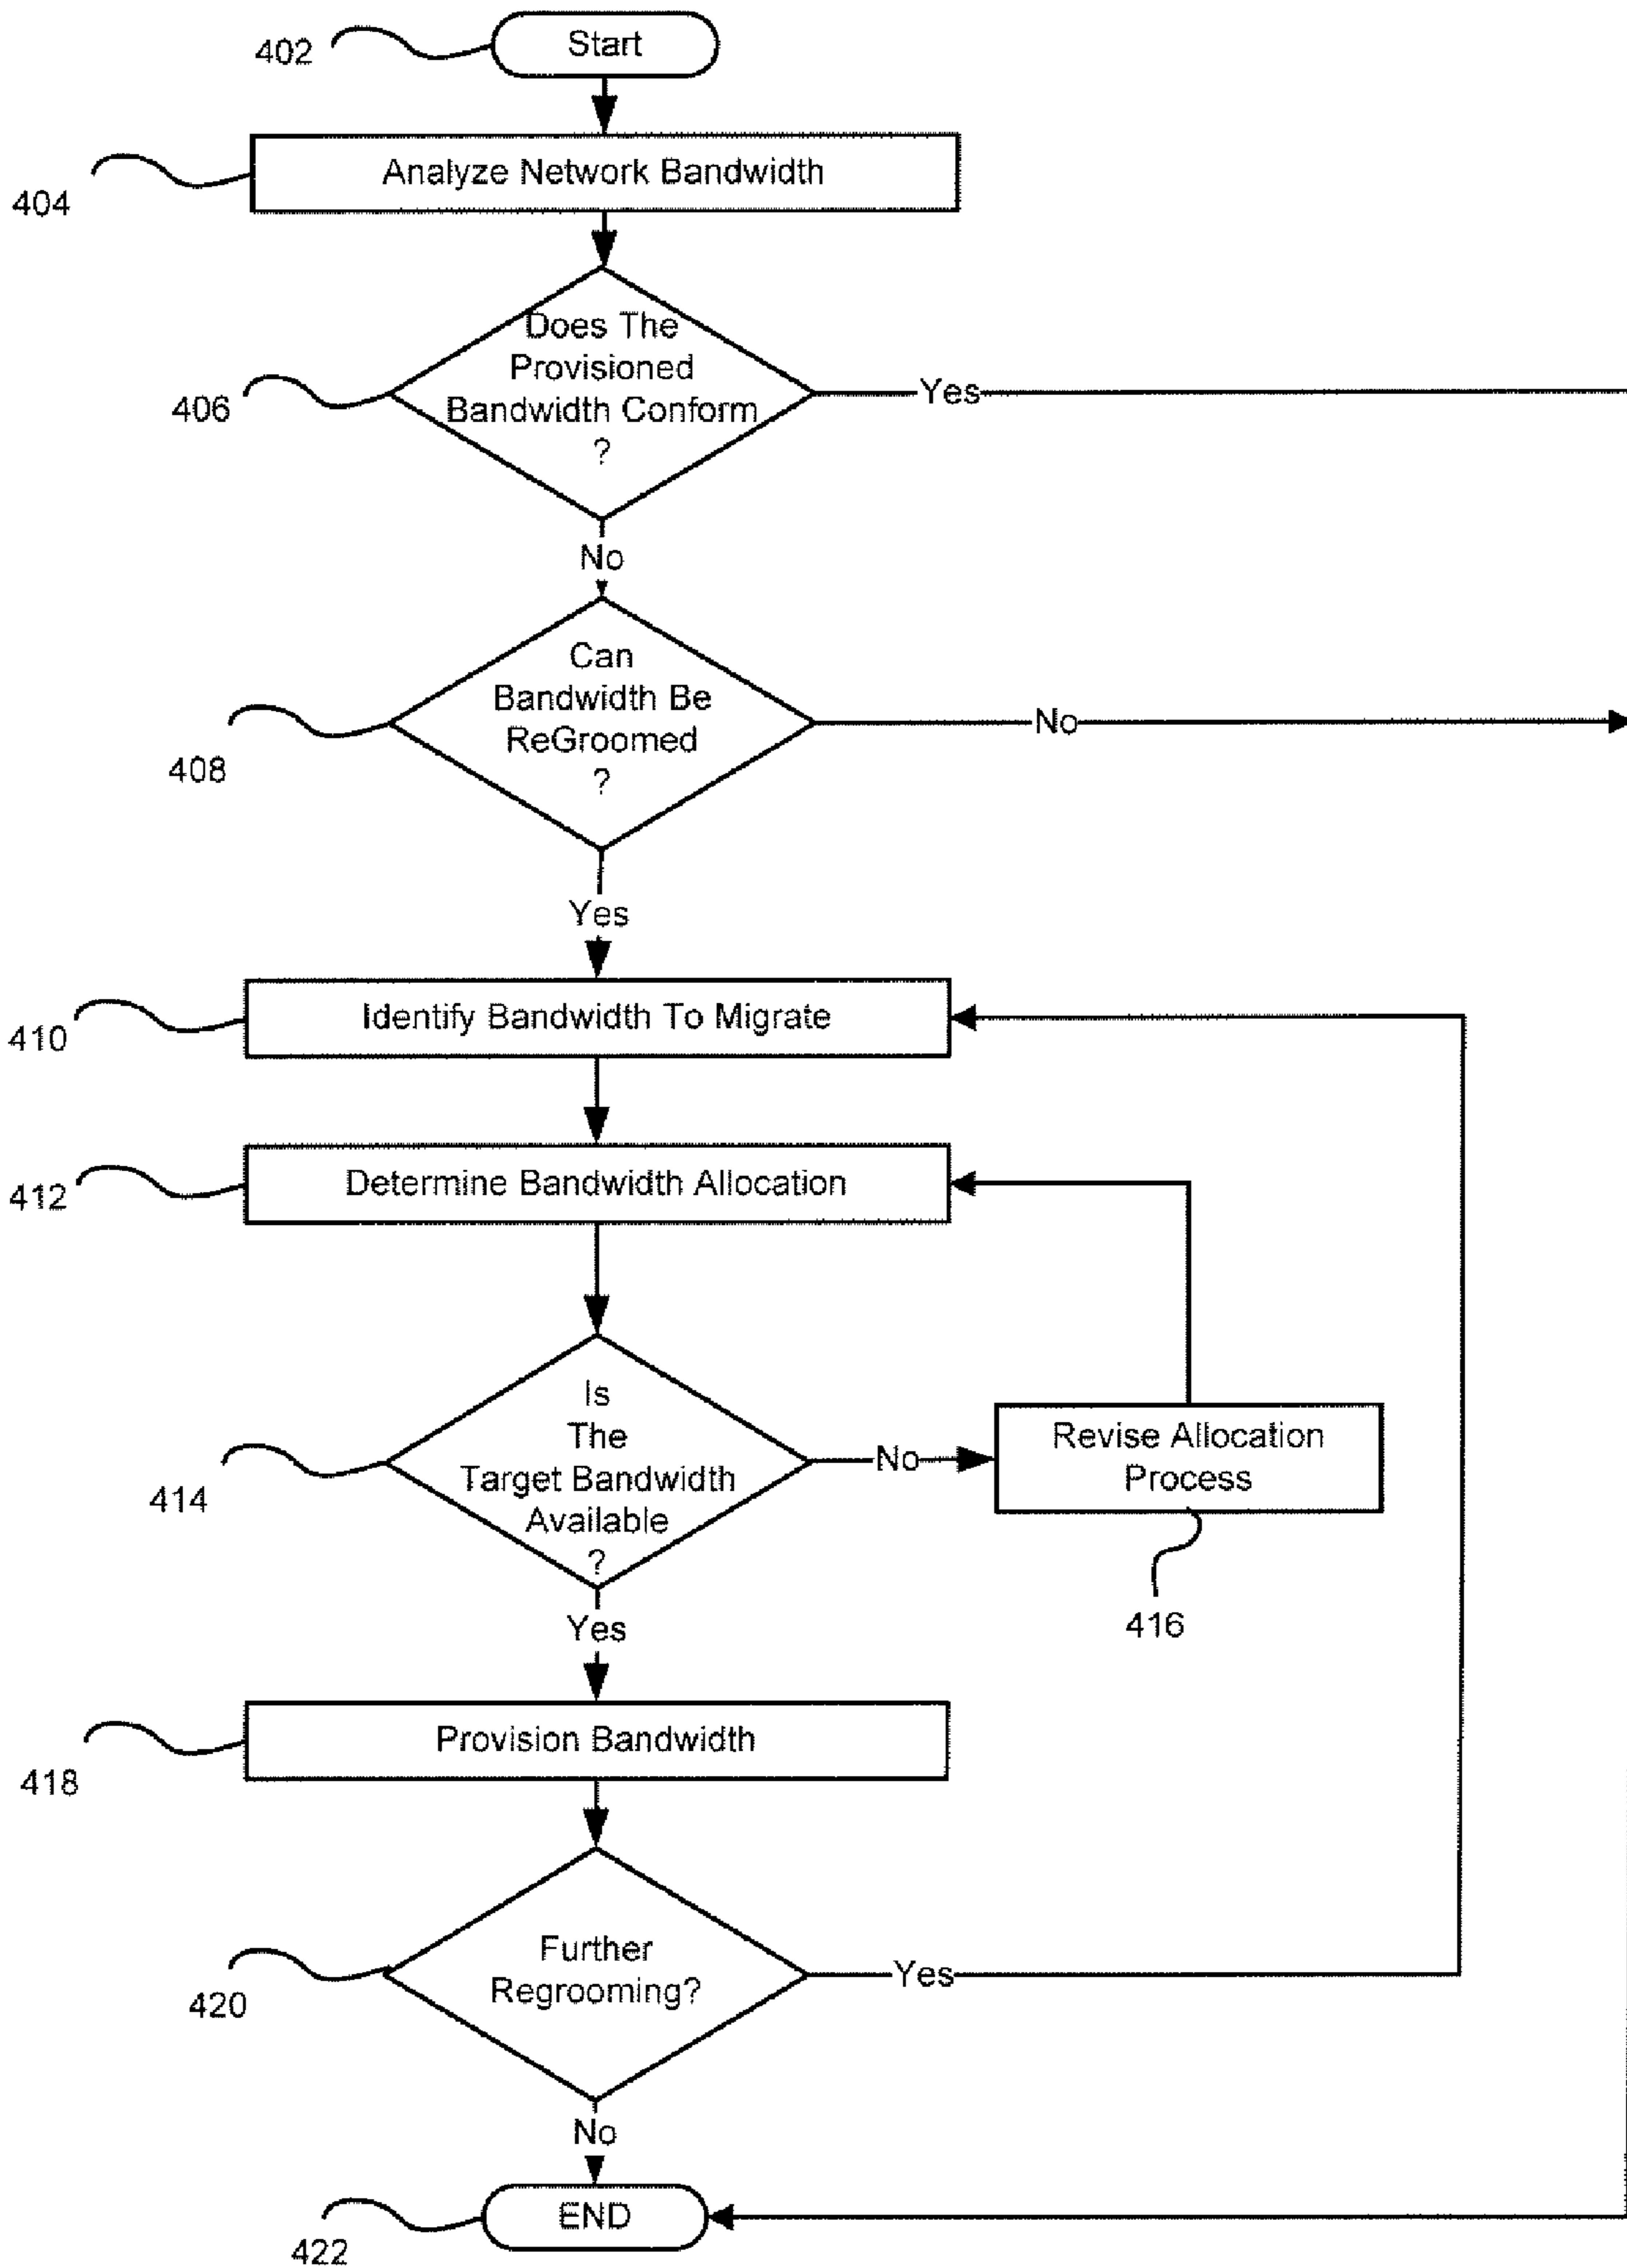 402
Start
404
Analyze Network Bandwidth
406
Does The
Provisioned
Bandwidth Conform
?
Yes
No
408
Can
Bandwidth Be
ReGroomed
?
No
Yes
410
Identify Bandwidth To Migrate
412
Determine Bandwidth Allocation
414
Is
The
Target Bandwidth
Available
?
No
Revise Allocation
Process
416
Yes
418
Provision Bandwidth
420
Further
Regrooming?
Yes
No
422
END